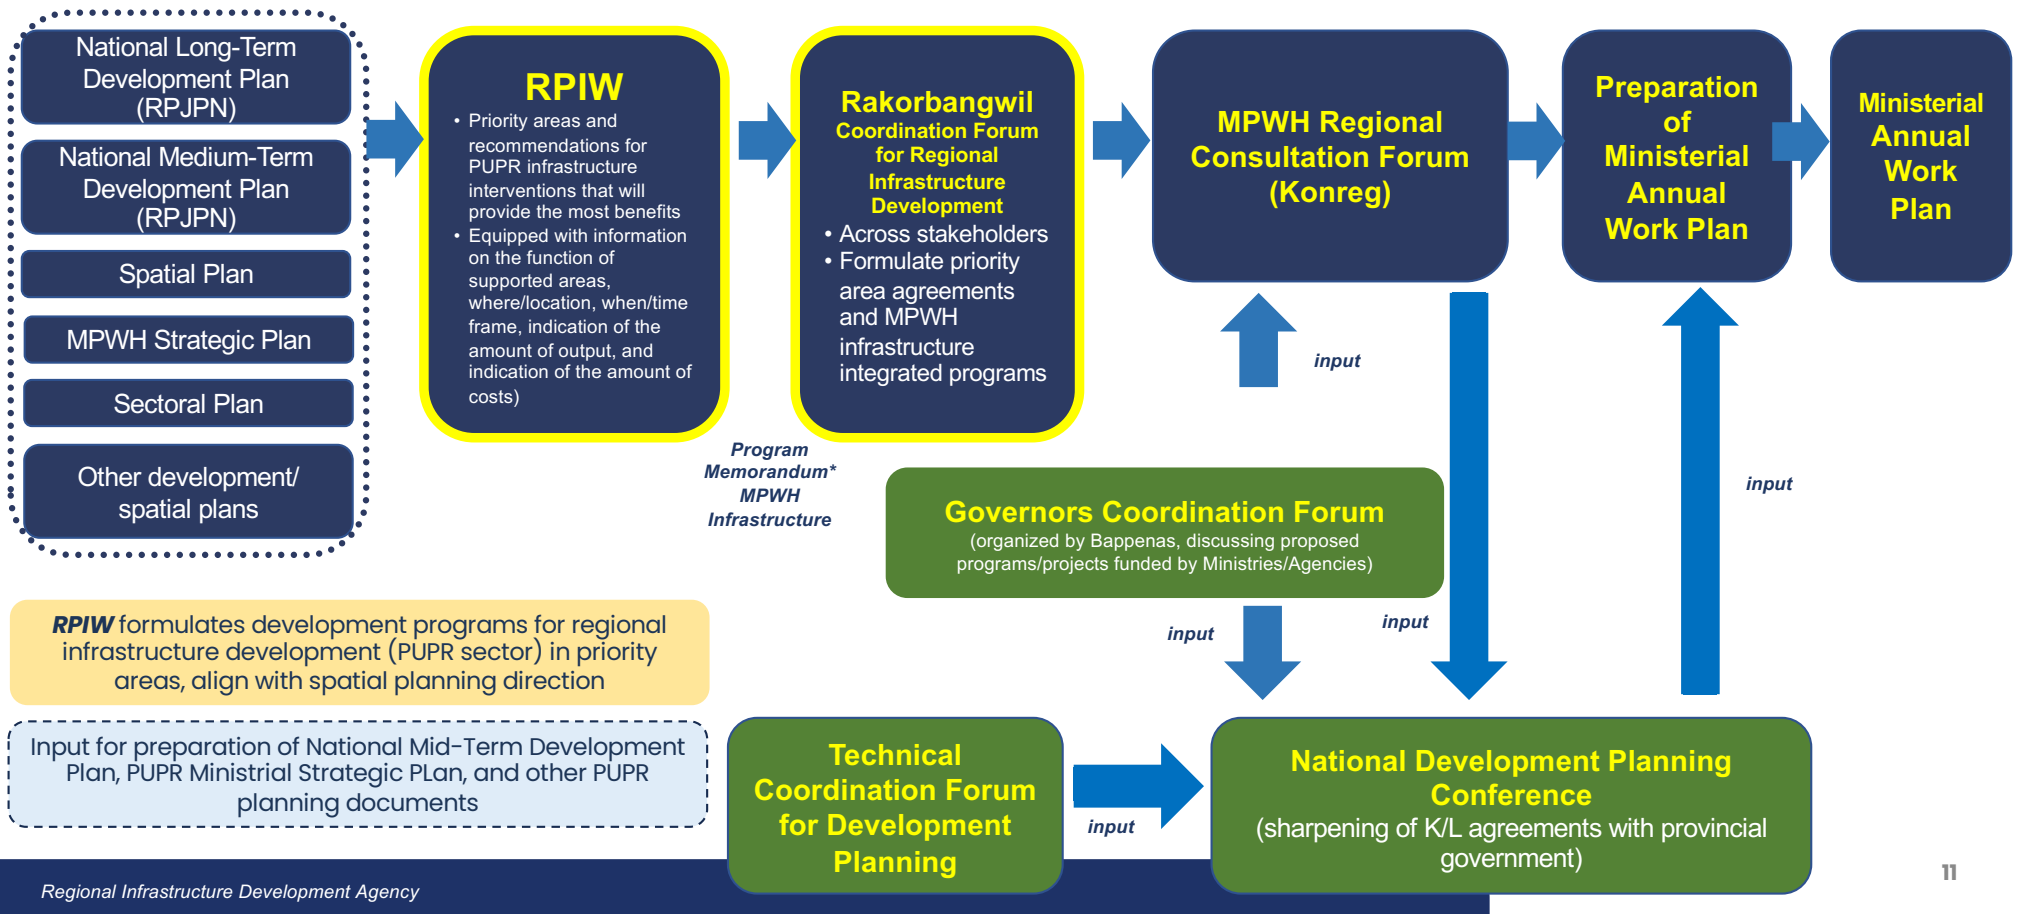 National Long-Term
Development Plan
(RPJPN)
National Medium-Term
Development Plan
(RPJPN)
Spatial Plan
MPWH Strategic Plan
Sectoral Plan
Other development/
spatial plans
RPIW
• Priority areas and
recommendations for
PUPR infrastructure
interventions that will
provide the most benefits
• Equipped with information
on the function of
supported areas,
where/location, when/time
frame, indication of the
amount of output, and
indication of the amount of
costs)
Rakorbangwil
Coordination Forum
for Regional
Infrastructure
Development
• Across stakeholders
• Formulate priority
area agreements
and MPWH
infrastructure
integrated programs
MPWH Regional
Consultation Forum
(Konreg)
Preparation
of
Ministerial
Annual
Work Plan
Ministerial
Annual
Work
Plan
Program
Memorandum*
MPWH
Infrastructure
input
input
Governors Coordination Forum
(organized by Bappenas, discussing proposed
programs/projects funded by Ministries/Agencies)
input
input
RPIW formulates development programs for regional
infrastructure development (PUPR sector) in priority
areas, align with spatial planning direction
Input for preparation of National Mid-Term Development
Plan, PUPR Ministrial Strategic PLan, and other PUPR
planning documents
Technical
Coordination Forum
for Development
Planning
input
National Development Planning
Conference
(sharpening of K/L agreements with provincial
government)
Regional Infrastructure Development Agency
11